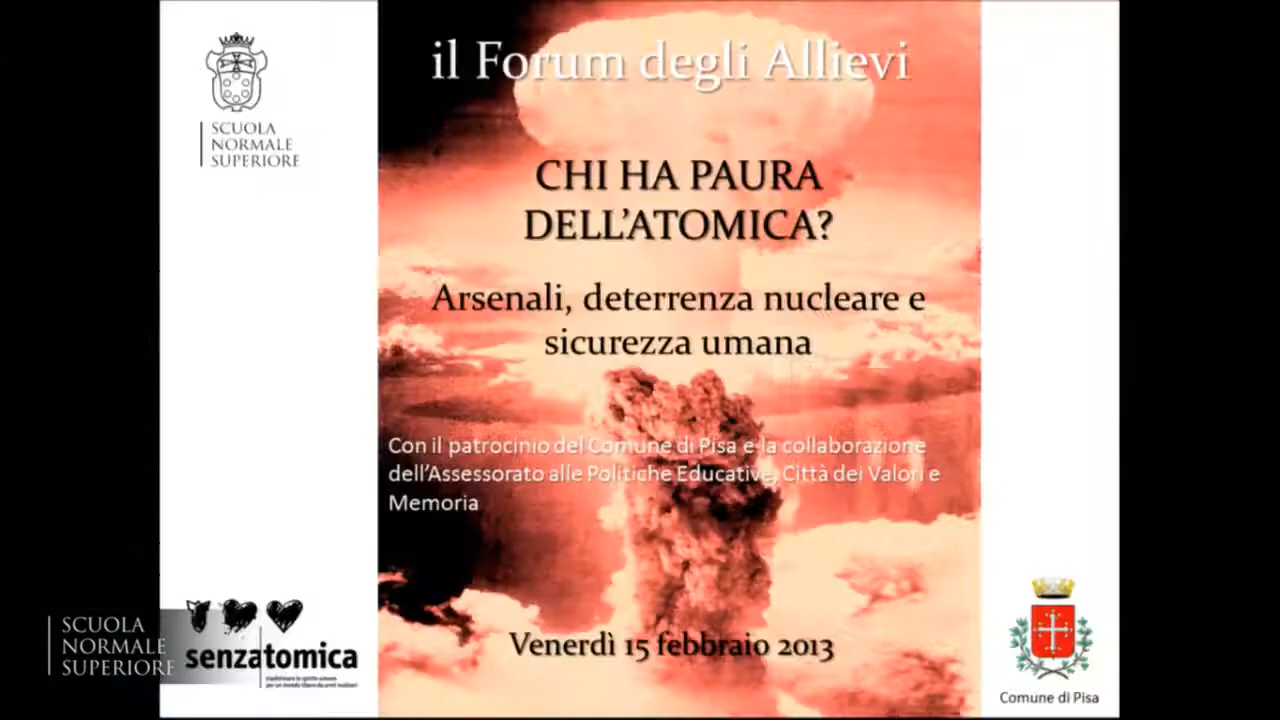 SCUOLA
NORMALE
SUPERIORE
il Forum degli Allievi
CHI HA PAURA
DELL'ATOMICA?
Arsenali, deterrenza nucleare e
sicurezza umana
Con il patrocinio del Comune di Pisa e la collaborazione
dell'Assessorato alle Politiche Educative, Città dei Valori e
Memoria
Venerdì 15 febbraio 2013
SCUOLA
NORMALE
SUPERIORE
senzatomica
Comune di Pisa